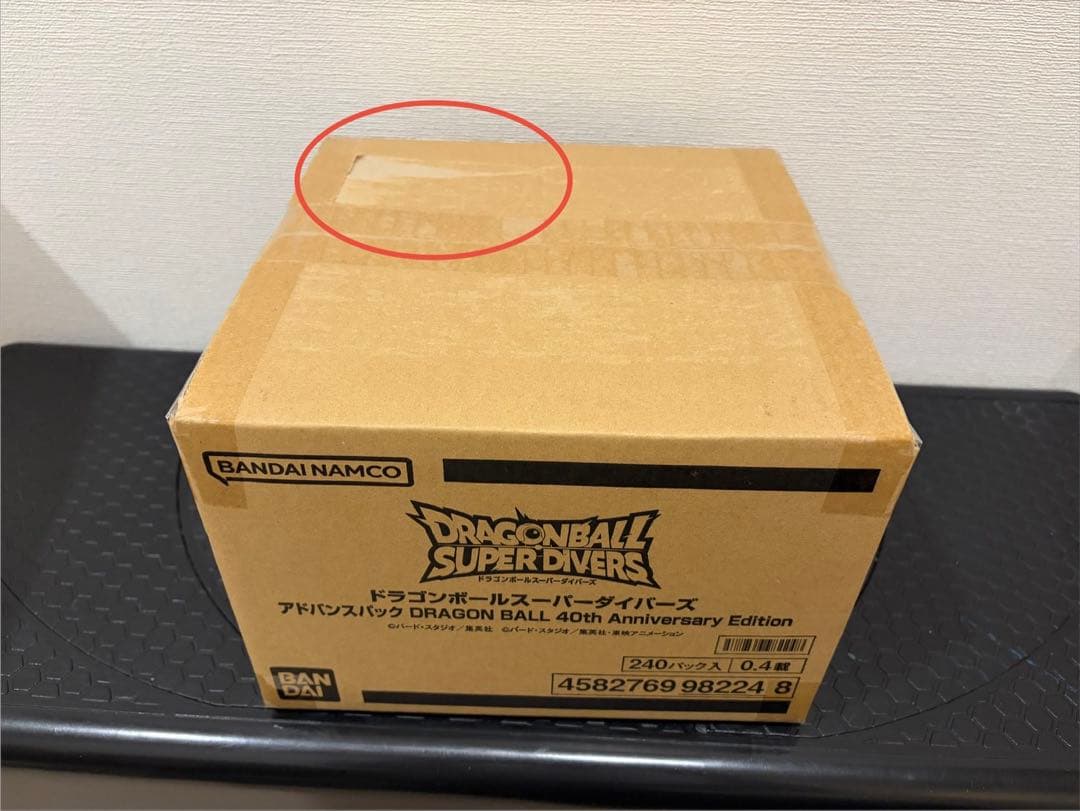 BANDAI NAMCO
DRAGONBALL
SUPER DIVERS
ドラゴンボールスーパーダイバーズ
ドラゴンボールスーパーダイバーズ
アドバンスパック DRAGON BALL 40th Anniversary Edition
©バード・スタジオ／集英社 ©バード・スタジオ／集英社・東映アニメーション
240パック入 0.4載
4582769 98224 8
BAN
DAI